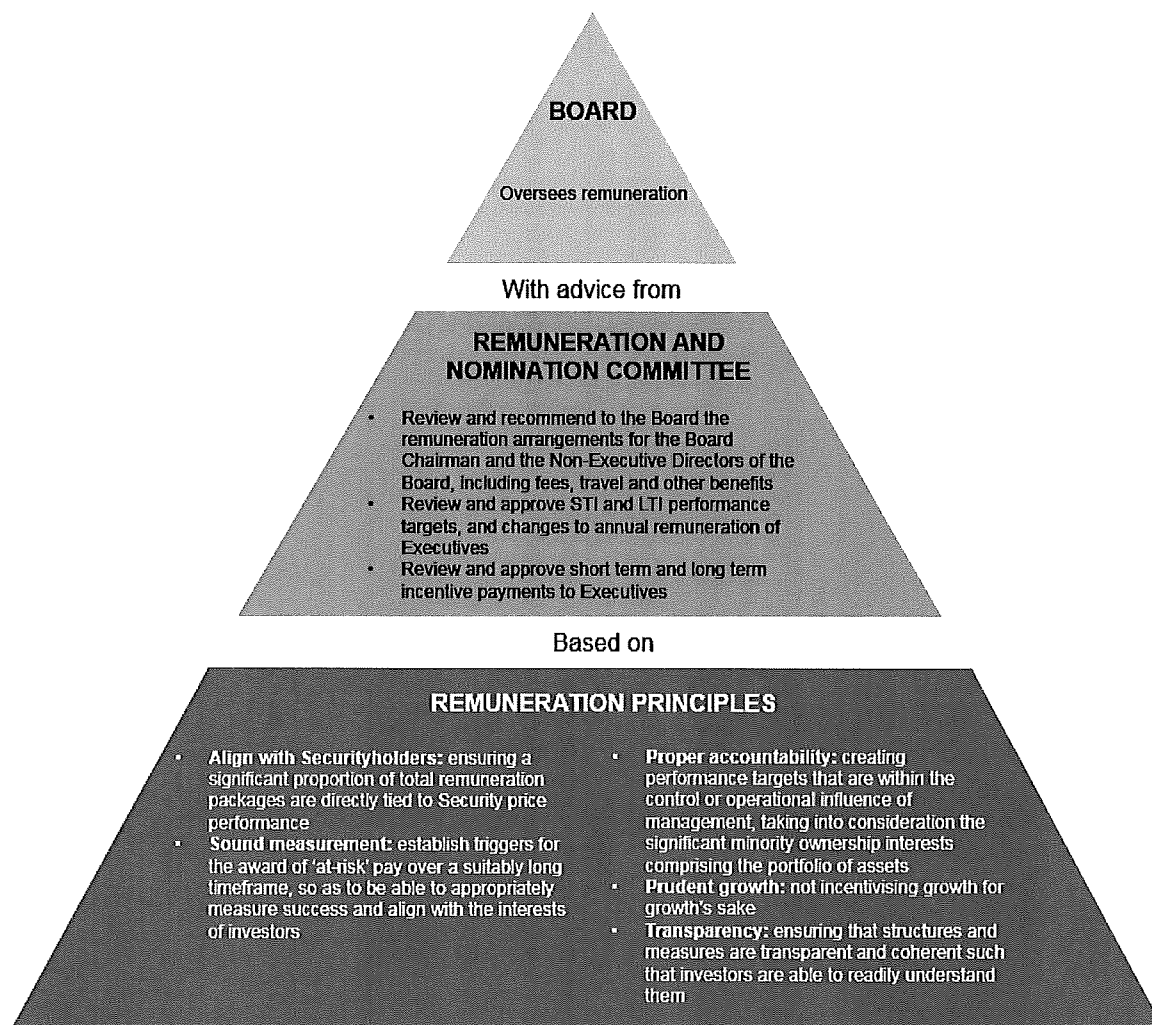 BOARD
Oversees remuneration
With advice from
REMUNERATION AND
NOMINATION COMMITTEE
• Review and recommend to the Board the
remuneration arrangements for the Board
Chairman and the Non-Executive Directors of the
Board, including fees, travel and other benefits
• Review and approve STI and LTI performance
targets, and changes to annual remuneration of
Executives
• Review and approve short term and long term
incentive payments to Executives
Based on
REMUNERATION PRINCIPLES
• Align with Securityholders: ensuring a
significant proportion of total remuneration
packages are directly tied to Security price
performance
• Sound measurement: establish triggers for
the award of 'at-risk' pay over a suitably long
timeframe, so as to be able to appropriately
measure success and align with the interests
of investors
• Proper accountability: creating
performance targets that are within the
control or operational influence of
management, taking into consideration the
significant minority ownership interests
comprising the portfolio of assets
• Prudent growth: not incentivising growth for
growth's sake
• Transparency: ensuring that structures and
measures are transparent and coherent such
that investors are able to readily understand
them